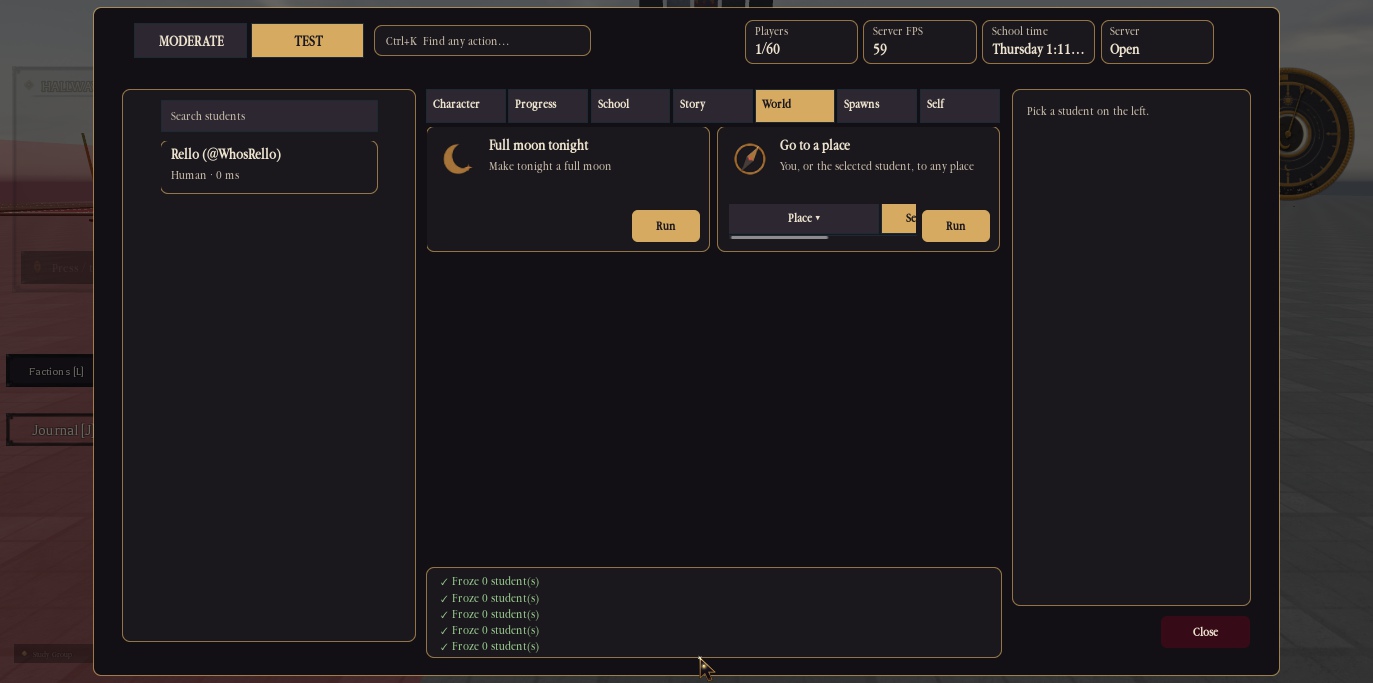 MODERATE
TEST
Ctrl+K Find any action...
Players
1/60
Server FPS
59
School time
Thursday 1:11...
Server
Open
Search students
Rello (@WhosRello)
Human · 0 ms
Character
Progress
School
Story
World
Spawns
Self
Full moon tonight
Make tonight a full moon
Run
Go to a place
You, or the selected student, to any place
Place ▾
Se
Run
Pick a student on the left.
✓ Froze 0 student(s)
✓ Froze 0 student(s)
✓ Froze 0 student(s)
✓ Froze 0 student(s)
✓ Froze 0 student(s)
Close
Factions [L]
Journal [J]